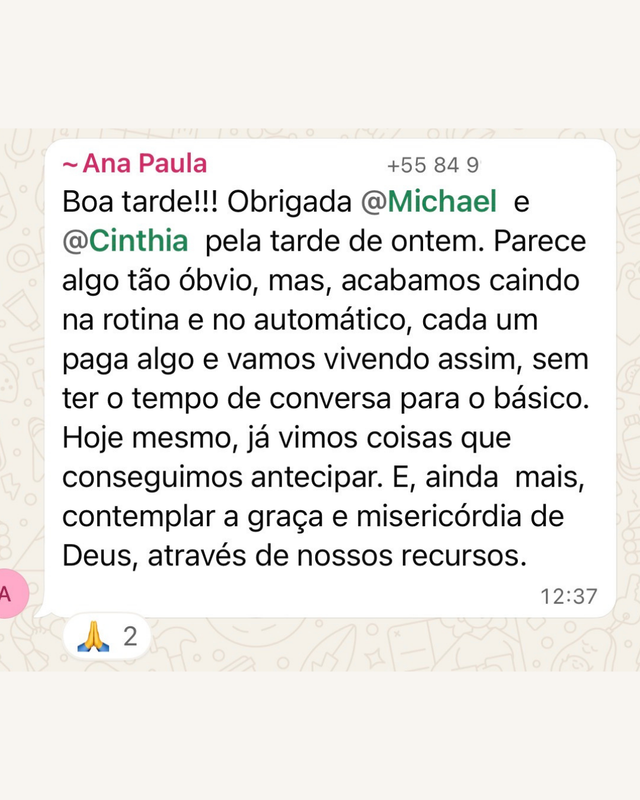 ~ Ana Paula +55 84 9
Boa tarde!!! Obrigada @Michael e
@Cinthia pela tarde de ontem. Parece
algo tão óbvio, mas, acabamos caindo
na rotina e no automático, cada um
paga algo e vamos vivendo assim, sem
ter o tempo de conversa para o básico.
Hoje mesmo, já vimos coisas que
conseguimos antecipar. E, ainda mais,
contemplar a graça e misericórdia de
Deus, através de nossos recursos.
A
12:37
🙏 2